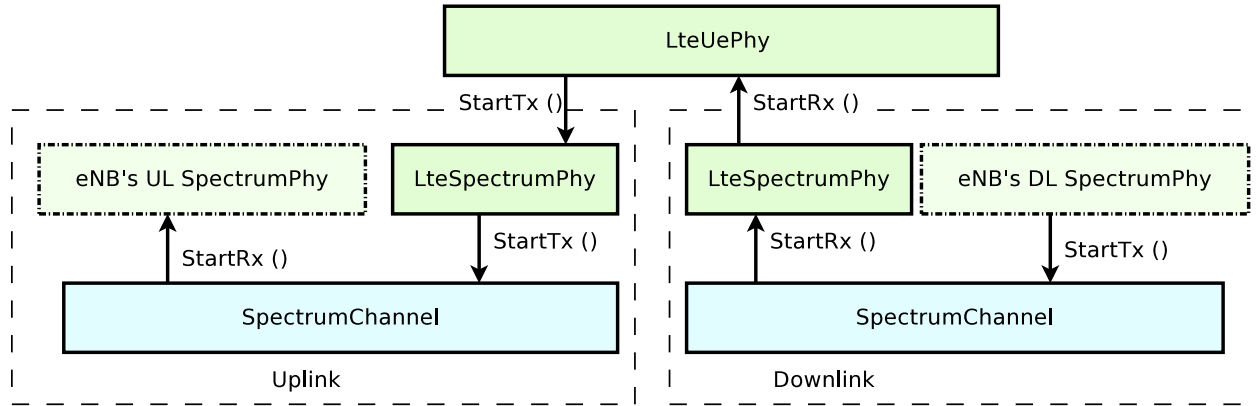 LteUePhy
StartTx ()
StartRx ()
eNB's UL SpectrumPhy
LteSpectrumPhy
LteSpectrumPhy
eNB's DL SpectrumPhy
StartRx ()
StartTx ()
StartRx ()
StartTx ()
SpectrumChannel
SpectrumChannel
Uplink
Downlink